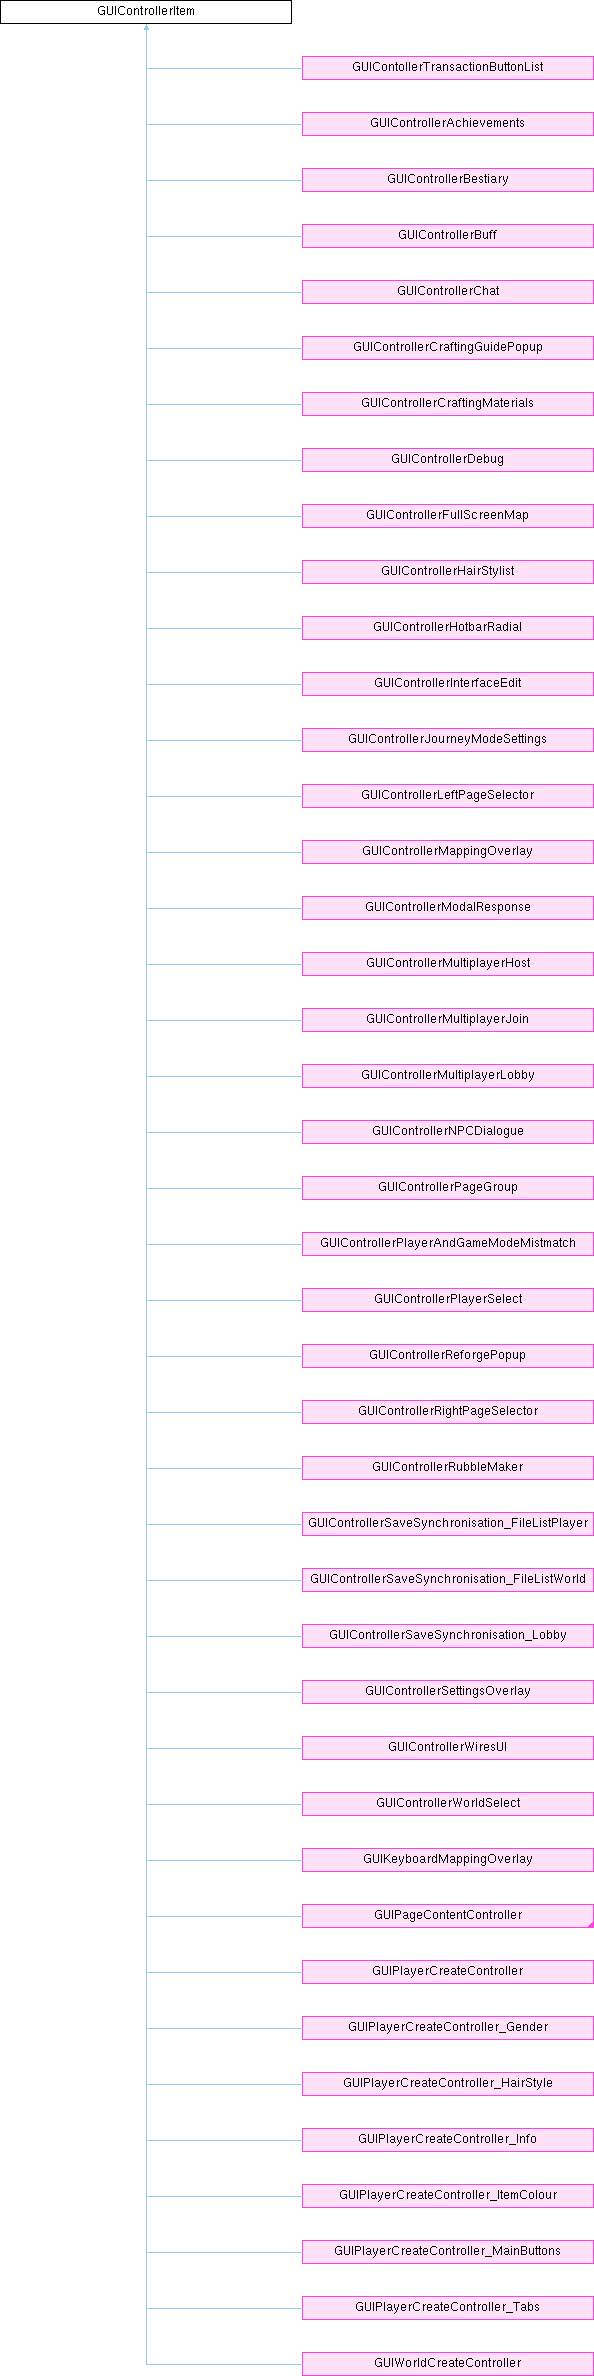 GUIControllerItem
GUIContollerTransactionButtonList
GUIControllerAchievements
GUIControllerBestiary
GUIControllerBuff
GUIControllerChat
GUIControllerCraftingGuidePopup
GUIControllerCraftingMaterials
GUIControllerDebug
GUIControllerFullScreenMap
GUIControllerHairStylist
GUIControllerHotbarRadial
GUIControllerInterfaceEdit
GUIControllerJourneyModeSettings
GUIControllerLeftPageSelector
GUIControllerMappingOverlay
GUIControllerModalResponse
GUIControllerMultiplayerHost
GUIControllerMultiplayerJoin
GUIControllerMultiplayerLobby
GUIControllerNPCDialogue
GUIControllerPageGroup
GUIControllerPlayerAndGameModeMistmatch
GUIControllerPlayerSelect
GUIControllerReforgePopup
GUIControllerRightPageSelector
GUIControllerRubbleMaker
GUIControllerSaveSynchronisation_FileListPlayer
GUIControllerSaveSynchronisation_FileListWorld
GUIControllerSaveSynchronisation_Lobby
GUIControllerSettingsOverlay
GUIControllerWiresUI
GUIControllerWorldSelect
GUIKeyboardMappingOverlay
GUIPageContentController
GUIPlayerCreateController
GUIPlayerCreateController_Gender
GUIPlayerCreateController_HairStyle
GUIPlayerCreateController_Info
GUIPlayerCreateController_ItemColour
GUIPlayerCreateController_MainButtons
GUIPlayerCreateController_Tabs
GUIWorldCreateController